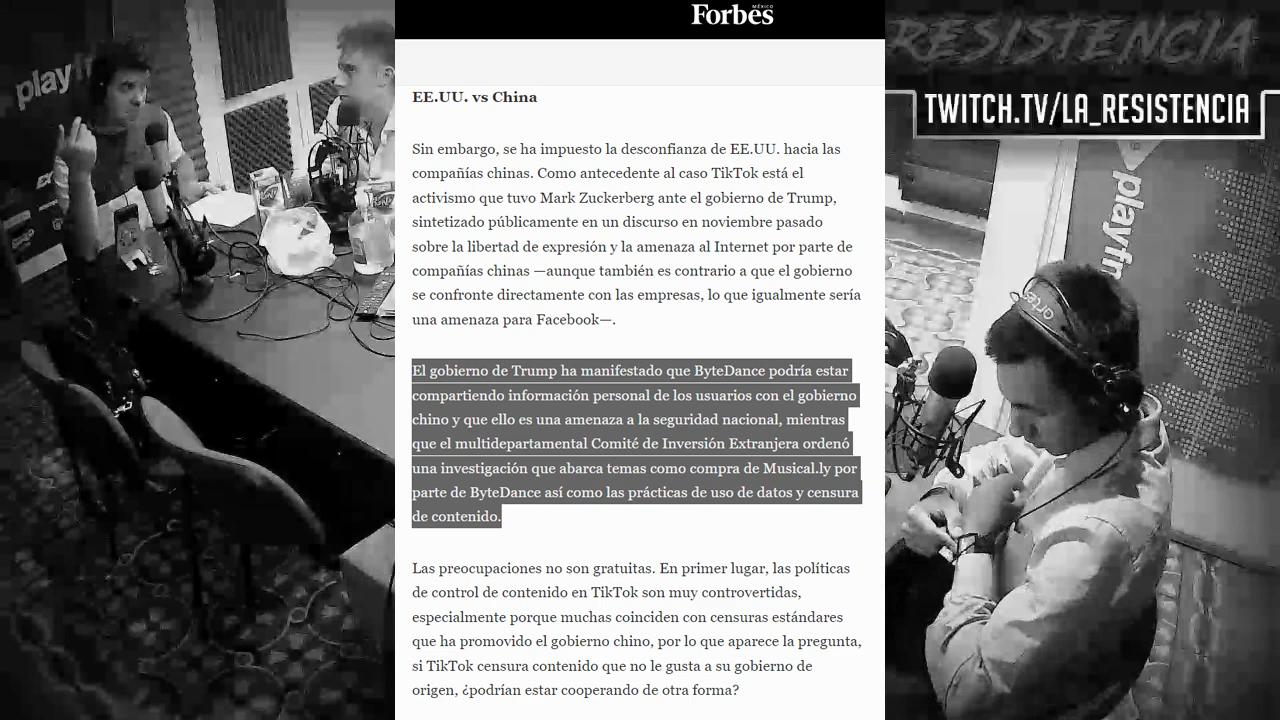 Forbes
MÉXICO
RESISTENCIA
TWITCH.TV/LA_RESISTENCIA
play
playfm
EE.UU. vs China
Sin embargo, se ha impuesto la desconfianza de EE.UU. hacia las
compañías chinas. Como antecedente al caso TikTok está el
activismo que tuvo Mark Zuckerberg ante el gobierno de Trump,
sintetizado públicamente en un discurso en noviembre pasado
sobre la libertad de expresión y la amenaza al Internet por parte de
compañías chinas —aunque también es contrario a que el gobierno
se confronte directamente con las empresas, lo que igualmente sería
una amenaza para Facebook—.
El gobierno de Trump ha manifestado que ByteDance podría estar
compartiendo información personal de los usuarios con el gobierno
chino y que ello es una amenaza a la seguridad nacional, mientras
que el multidepartamental Comité de Inversión Extranjera ordenó
una investigación que abarca temas como compra de Musical.ly por
parte de ByteDance así como las prácticas de uso de datos y censura
de contenido.
Las preocupaciones no son gratuitas. En primer lugar, las políticas
de control de contenido en TikTok son muy controvertidas,
especialmente porque muchas coinciden con censuras estándares
que ha promovido el gobierno chino, por lo que aparece la pregunta,
si TikTok censura contenido que no le gusta a su gobierno de
origen, ¿podrían estar cooperando de otra forma?